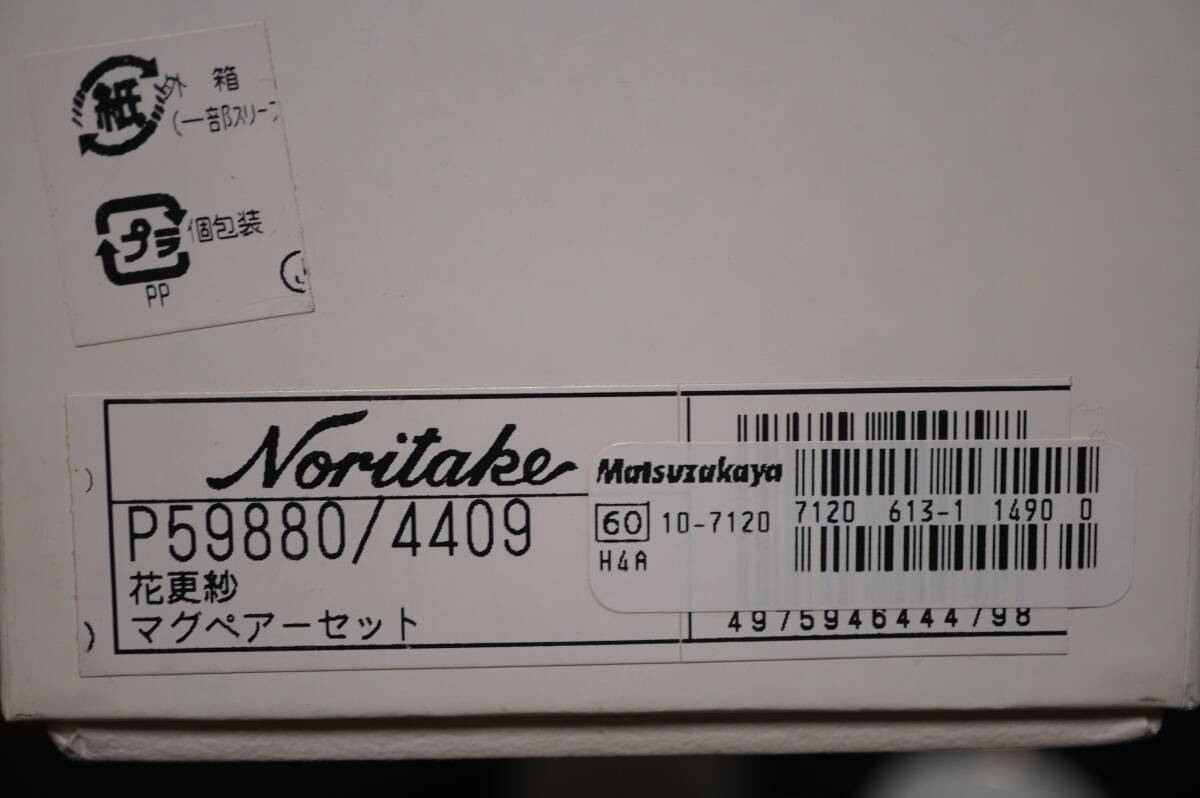 紙 外箱
(一部スリーブ
プラ 個包装
PP
Noritake
P59880/4409
花更紗
マグペアーセット
Matsuzakaya
60 10-7120
H4A
7120 613-1 1490 0
4975946444798